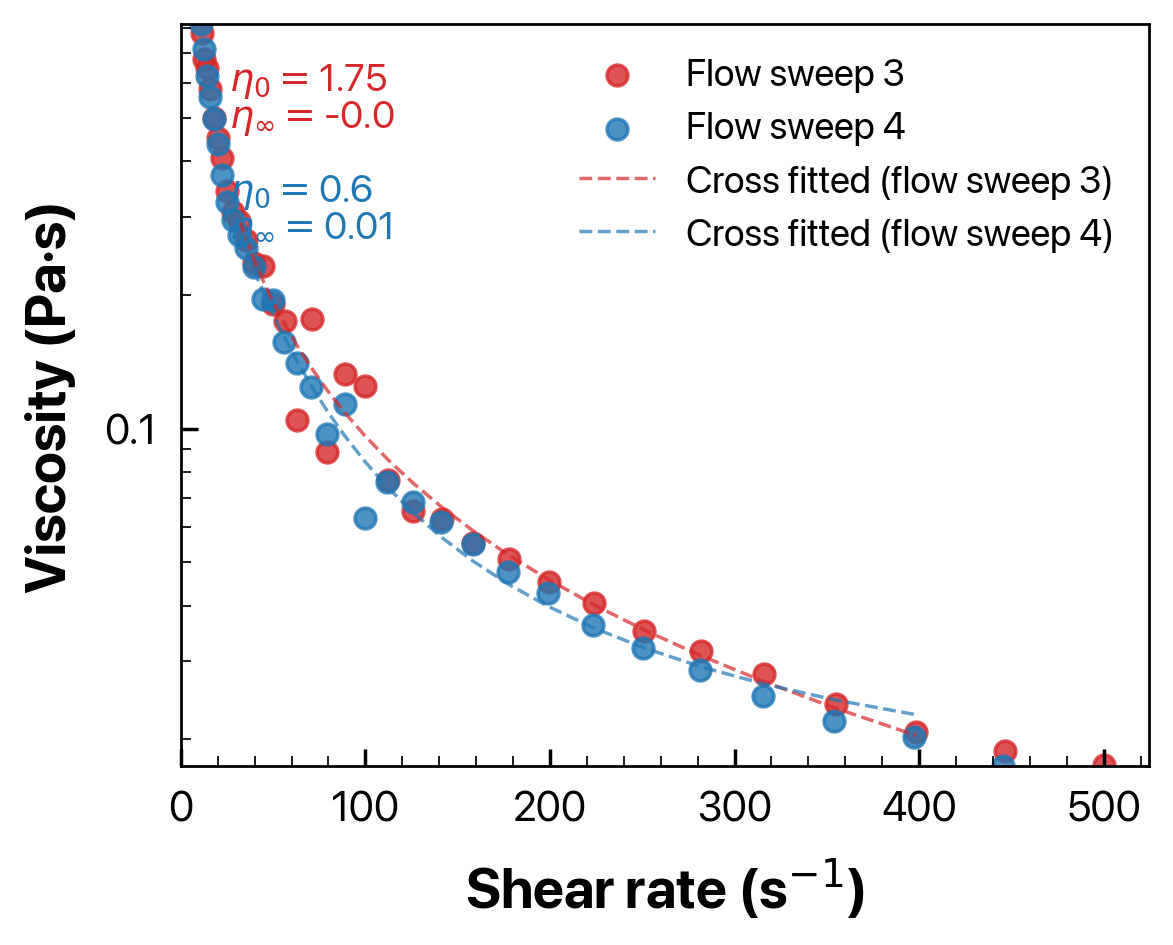 η0 = 1.75
η∞ = -0.0
η0 = 0.6
∞ = 0.01
Flow sweep 3
Flow sweep 4
Cross fitted (flow sweep 3)
Cross fitted (flow sweep 4)
Viscosity (Pa·s)
0.1
0 100 200 300 400 500
Shear rate (s−1)